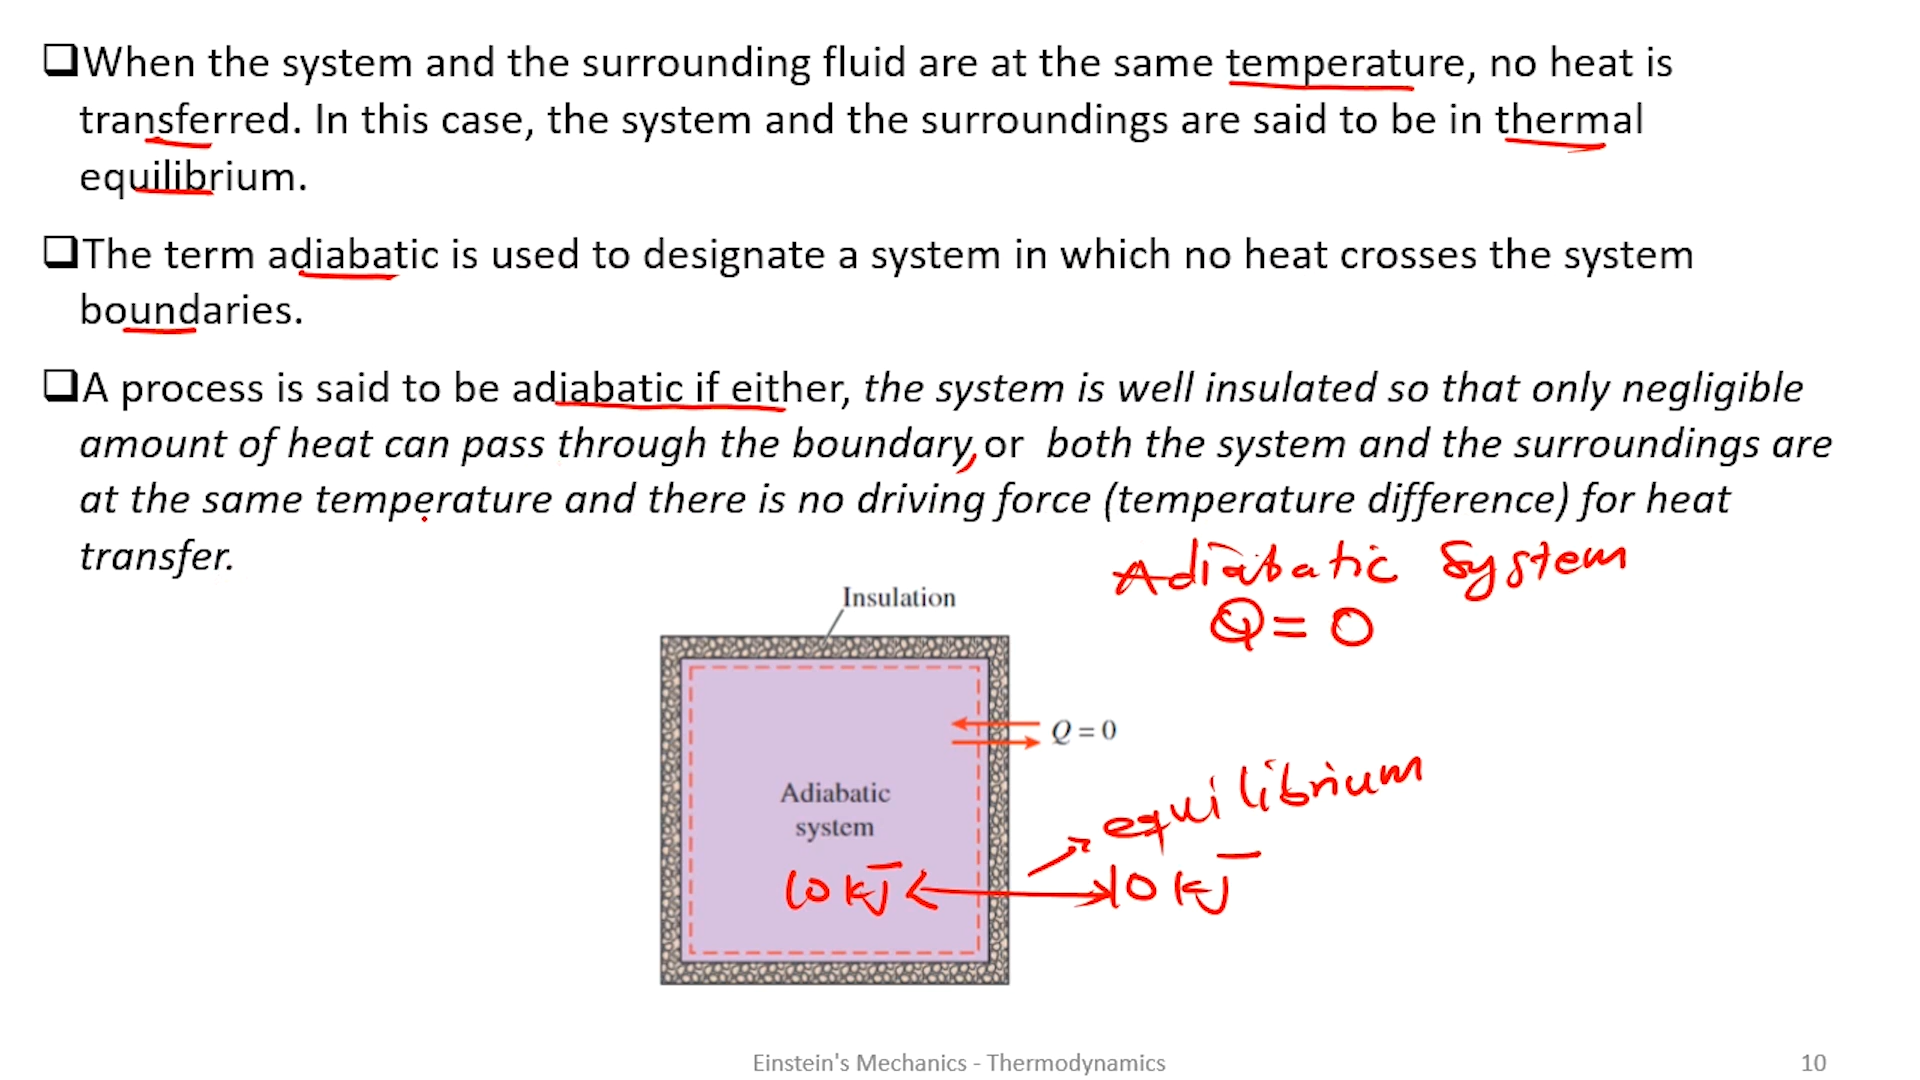 ❑When the system and the surrounding fluid are at the same temperature, no heat is
transferred. In this case, the system and the surroundings are said to be in thermal
equilibrium.
❑The term adiabatic is used to designate a system in which no heat crosses the system
boundaries.
❑A process is said to be adiabatic if either, the system is well insulated so that only negligible
amount of heat can pass through the boundary, or both the system and the surroundings are
at the same temperature and there is no driving force (temperature difference) for heat
transfer.
Adiabatic System
Q = 0
Insulation
Q = 0
Adiabatic
system
equilibrium
10 kJ
10 kJ
Einstein's Mechanics - Thermodynamics
10